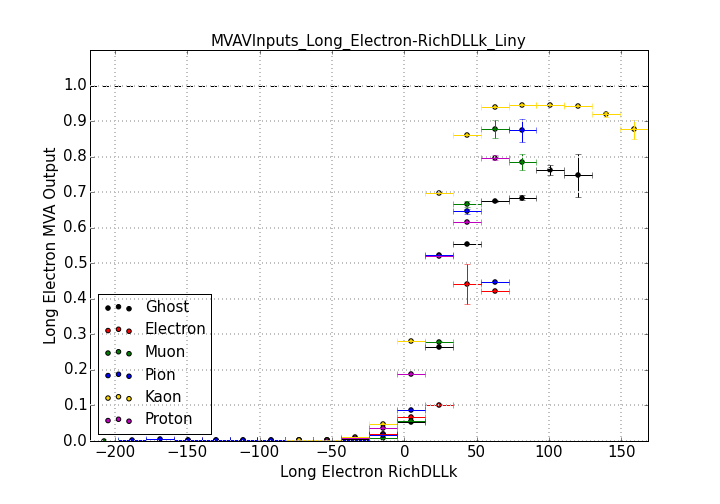 MVAVInputs_Long_Electron-RichDLLk_Liny
Long Electron MVA Output
1.0
0.9
0.8
0.7
0.6
0.5
0.4
0.3
0.2
0.1
0.0
Ghost
Electron
Muon
Pion
Kaon
Proton
−200 −150 −100 −50 0 50 100 150
Long Electron RichDLLk